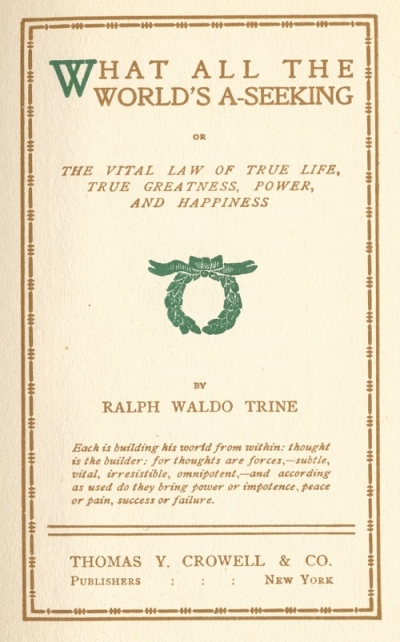 WHAT ALL THE
WORLD'S A-SEEKING
OR
THE VITAL LAW OF TRUE LIFE,
TRUE GREATNESS, POWER,
AND HAPPINESS
BY
RALPH WALDO TRINE
Each is building his world from within: thought
is the builder; for thoughts are forces,—subtle,
vital, irresistible, omnipotent,—and according
as used do they bring power or impotence, peace
or pain, success or failure.
THOMAS Y. CROWELL & CO.
PUBLISHERS : : : NEW YORK